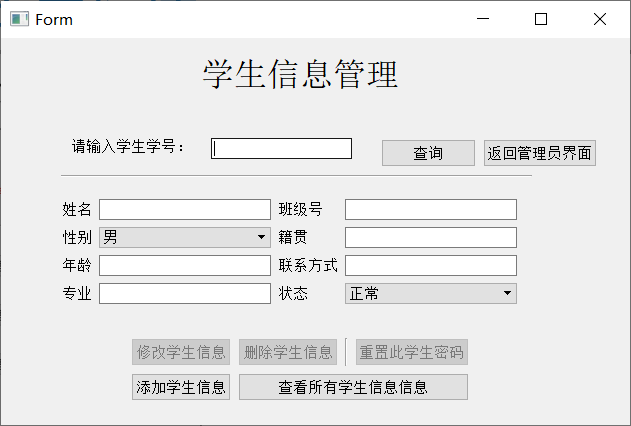 Form
学生信息管理
请输入学生学号： 查询 返回管理员界面
姓名 班级号
性别 男 籍贯
年龄 联系方式
专业 状态 正常
修改学生信息 删除学生信息 重置此学生密码
添加学生信息 查看所有学生信息信息